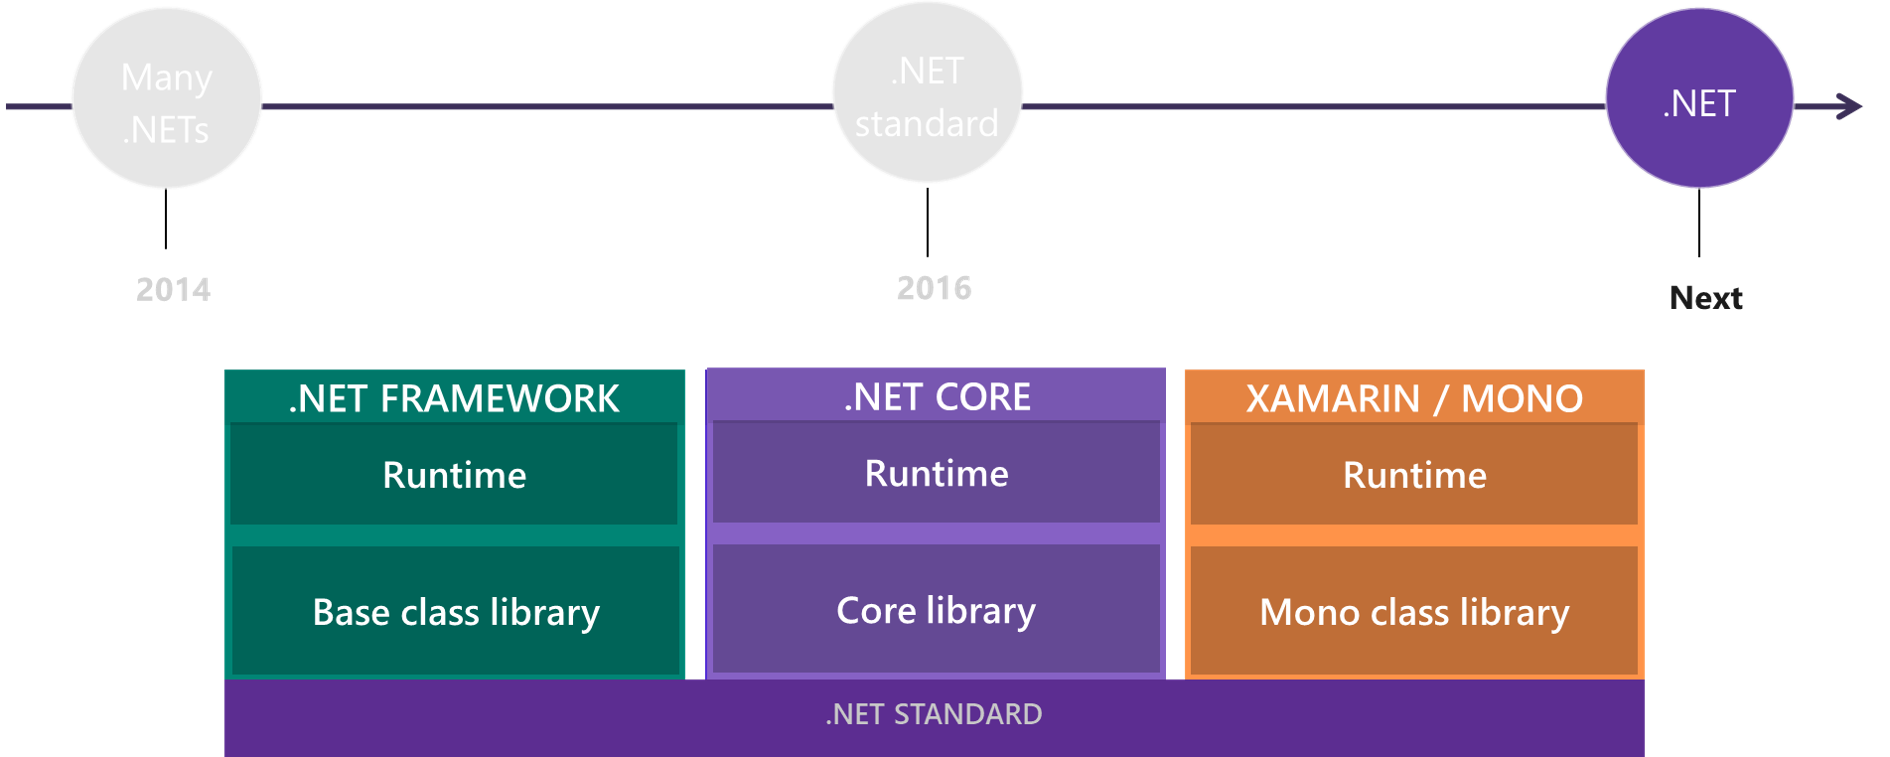 Many
.NETs
.NET
standard
.NET
2014
2016
Next
.NET FRAMEWORK
.NET CORE
XAMARIN / MONO
Runtime
Runtime
Runtime
Base class library
Core library
Mono class library
.NET STANDARD